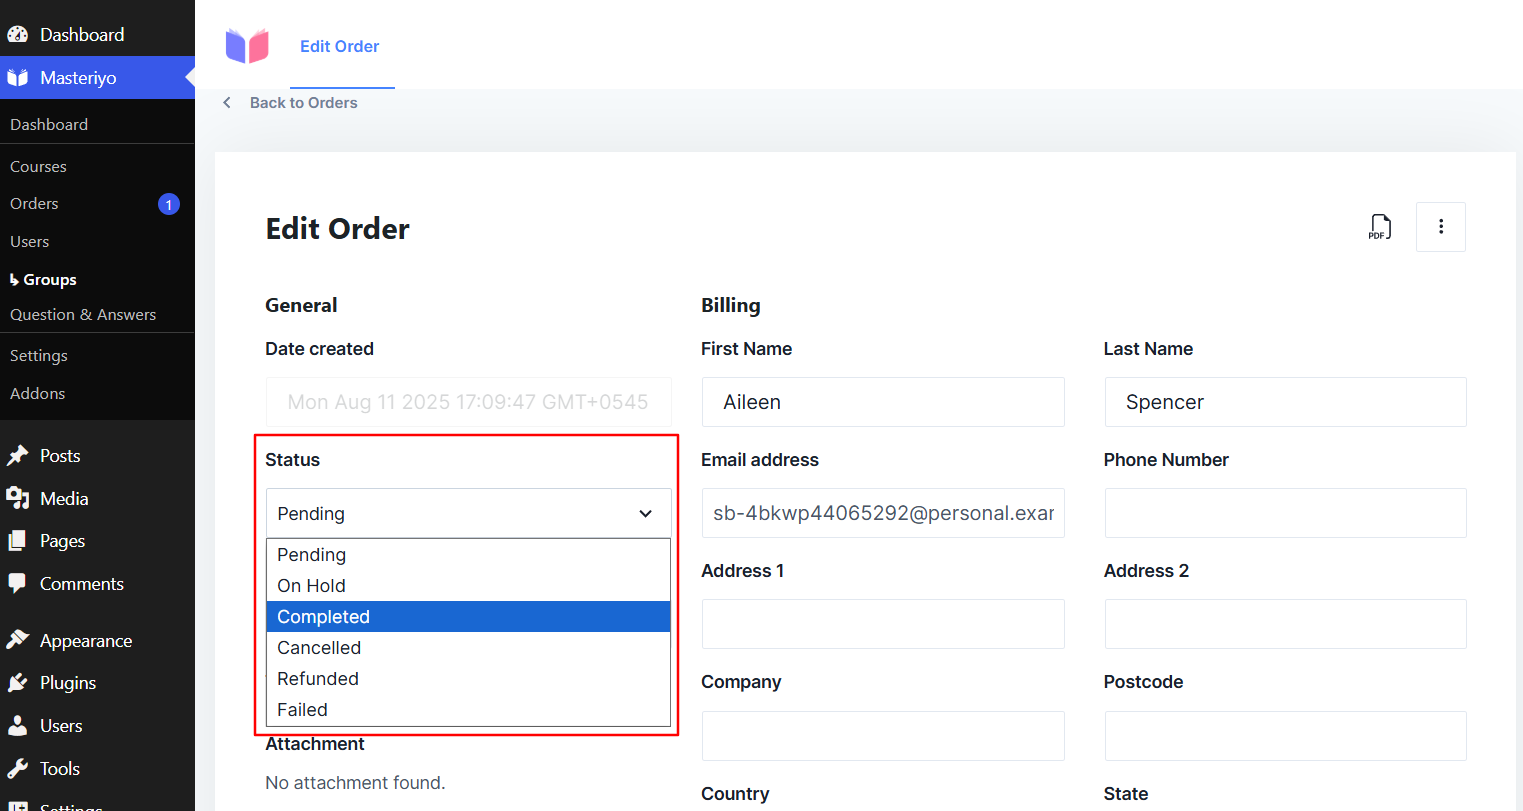 Dashboard
Masteriyo
Dashboard
Courses
Orders 1
Users
↳ Groups
Question & Answers
Settings
Addons
Posts
Media
Pages
Comments
Appearance
Plugins
Users
Tools
Settings
Edit Order
Back to Orders
Edit Order
PDF
General
Date created
Mon Aug 11 2025 17:09:47 GMT+0545
Status
Pending
Pending
On Hold
Completed
Cancelled
Refunded
Failed
Attachment
No attachment found.
Billing
First Name Last Name
Aileen Spencer
Email address Phone Number
sb-4bkwp44065292@personal.exar
Address 1 Address 2
Company Postcode
Country State